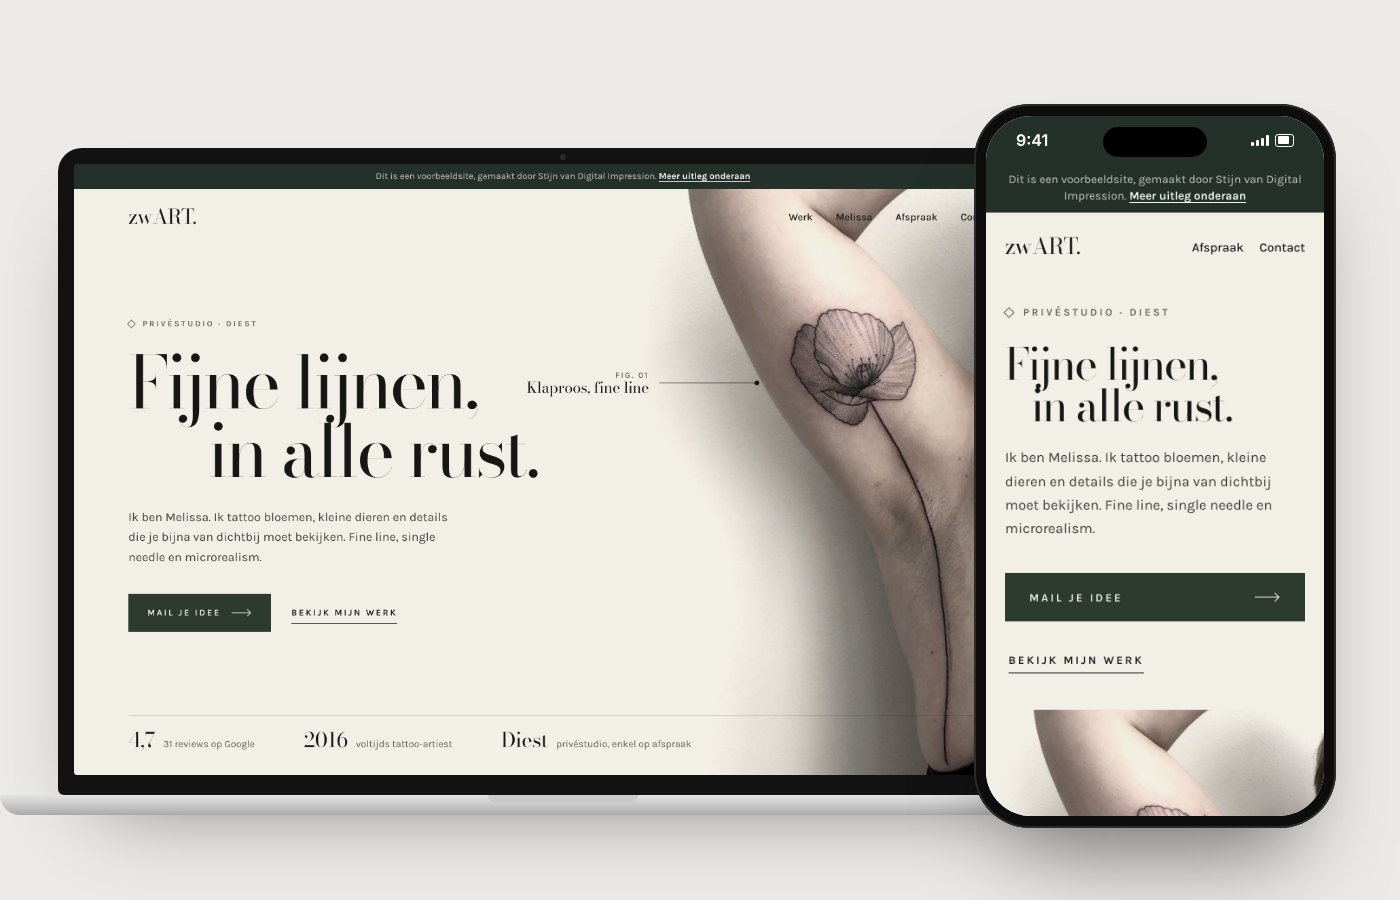 Dit is een voorbeeldsite, gemaakt door Stijn van Digital Impression. Meer uitleg onderaan
zwART.
Werk Melissa Afspraak
PRIVÉSTUDIO · DIEST
Fijne lijnen,
in alle rust.
FIG. 01
Klaproos, fine line
Ik ben Melissa. Ik tattoo bloemen, kleine dieren en details
die je bijna van dichtbij moet bekijken. Fine line, single
needle en microrealism.
MAIL JE IDEE
BEKIJK MIJN WERK
4,7 31 reviews op Google
2016 voltijds tattoo-artiest
Diest privéstudio, enkel op afspraak
9:41
Dit is een voorbeeldsite, gemaakt door Stijn van Digital
Impression. Meer uitleg onderaan
zwART.
Afspraak Contact
PRIVÉSTUDIO · DIEST
Fijne lijnen,
in alle rust.
Ik ben Melissa. Ik tattoo bloemen, kleine
dieren en details die je bijna van dichtbij
moet bekijken. Fine line, single needle en
microrealism.
MAIL JE IDEE
BEKIJK MIJN WERK